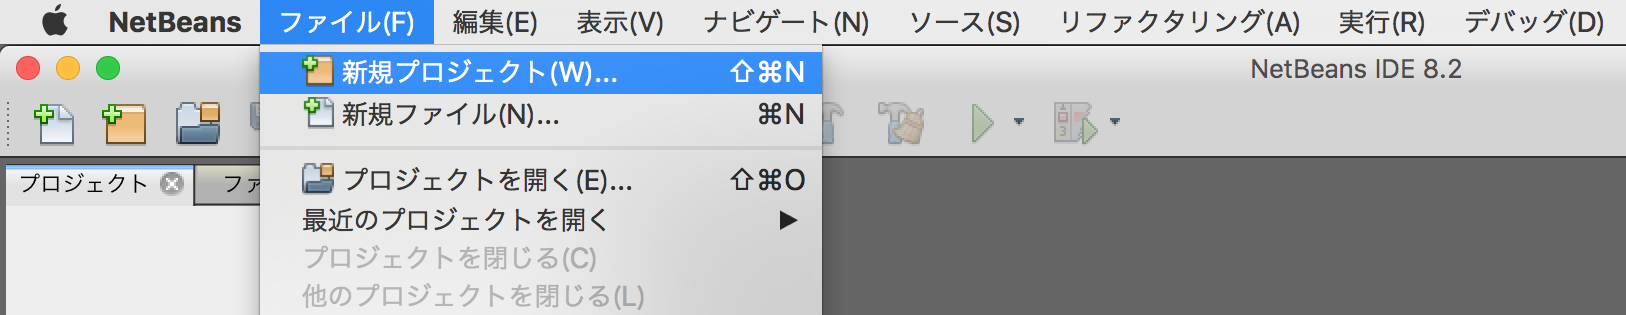 NetBeans ファイル(F) 編集(E) 表示(V) ナビゲート(N) ソース(S) リファクタリング(A) 実行(R) デバッグ(D)
NetBeans IDE 8.2
新規プロジェクト(W)... ⇧⌘N
新規ファイル(N)... ⌘N
プロジェクト ファ
プロジェクトを開く(E)... ⇧⌘O
最近のプロジェクトを開く ▶
プロジェクトを閉じる(C)
他のプロジェクトを閉じる(L)